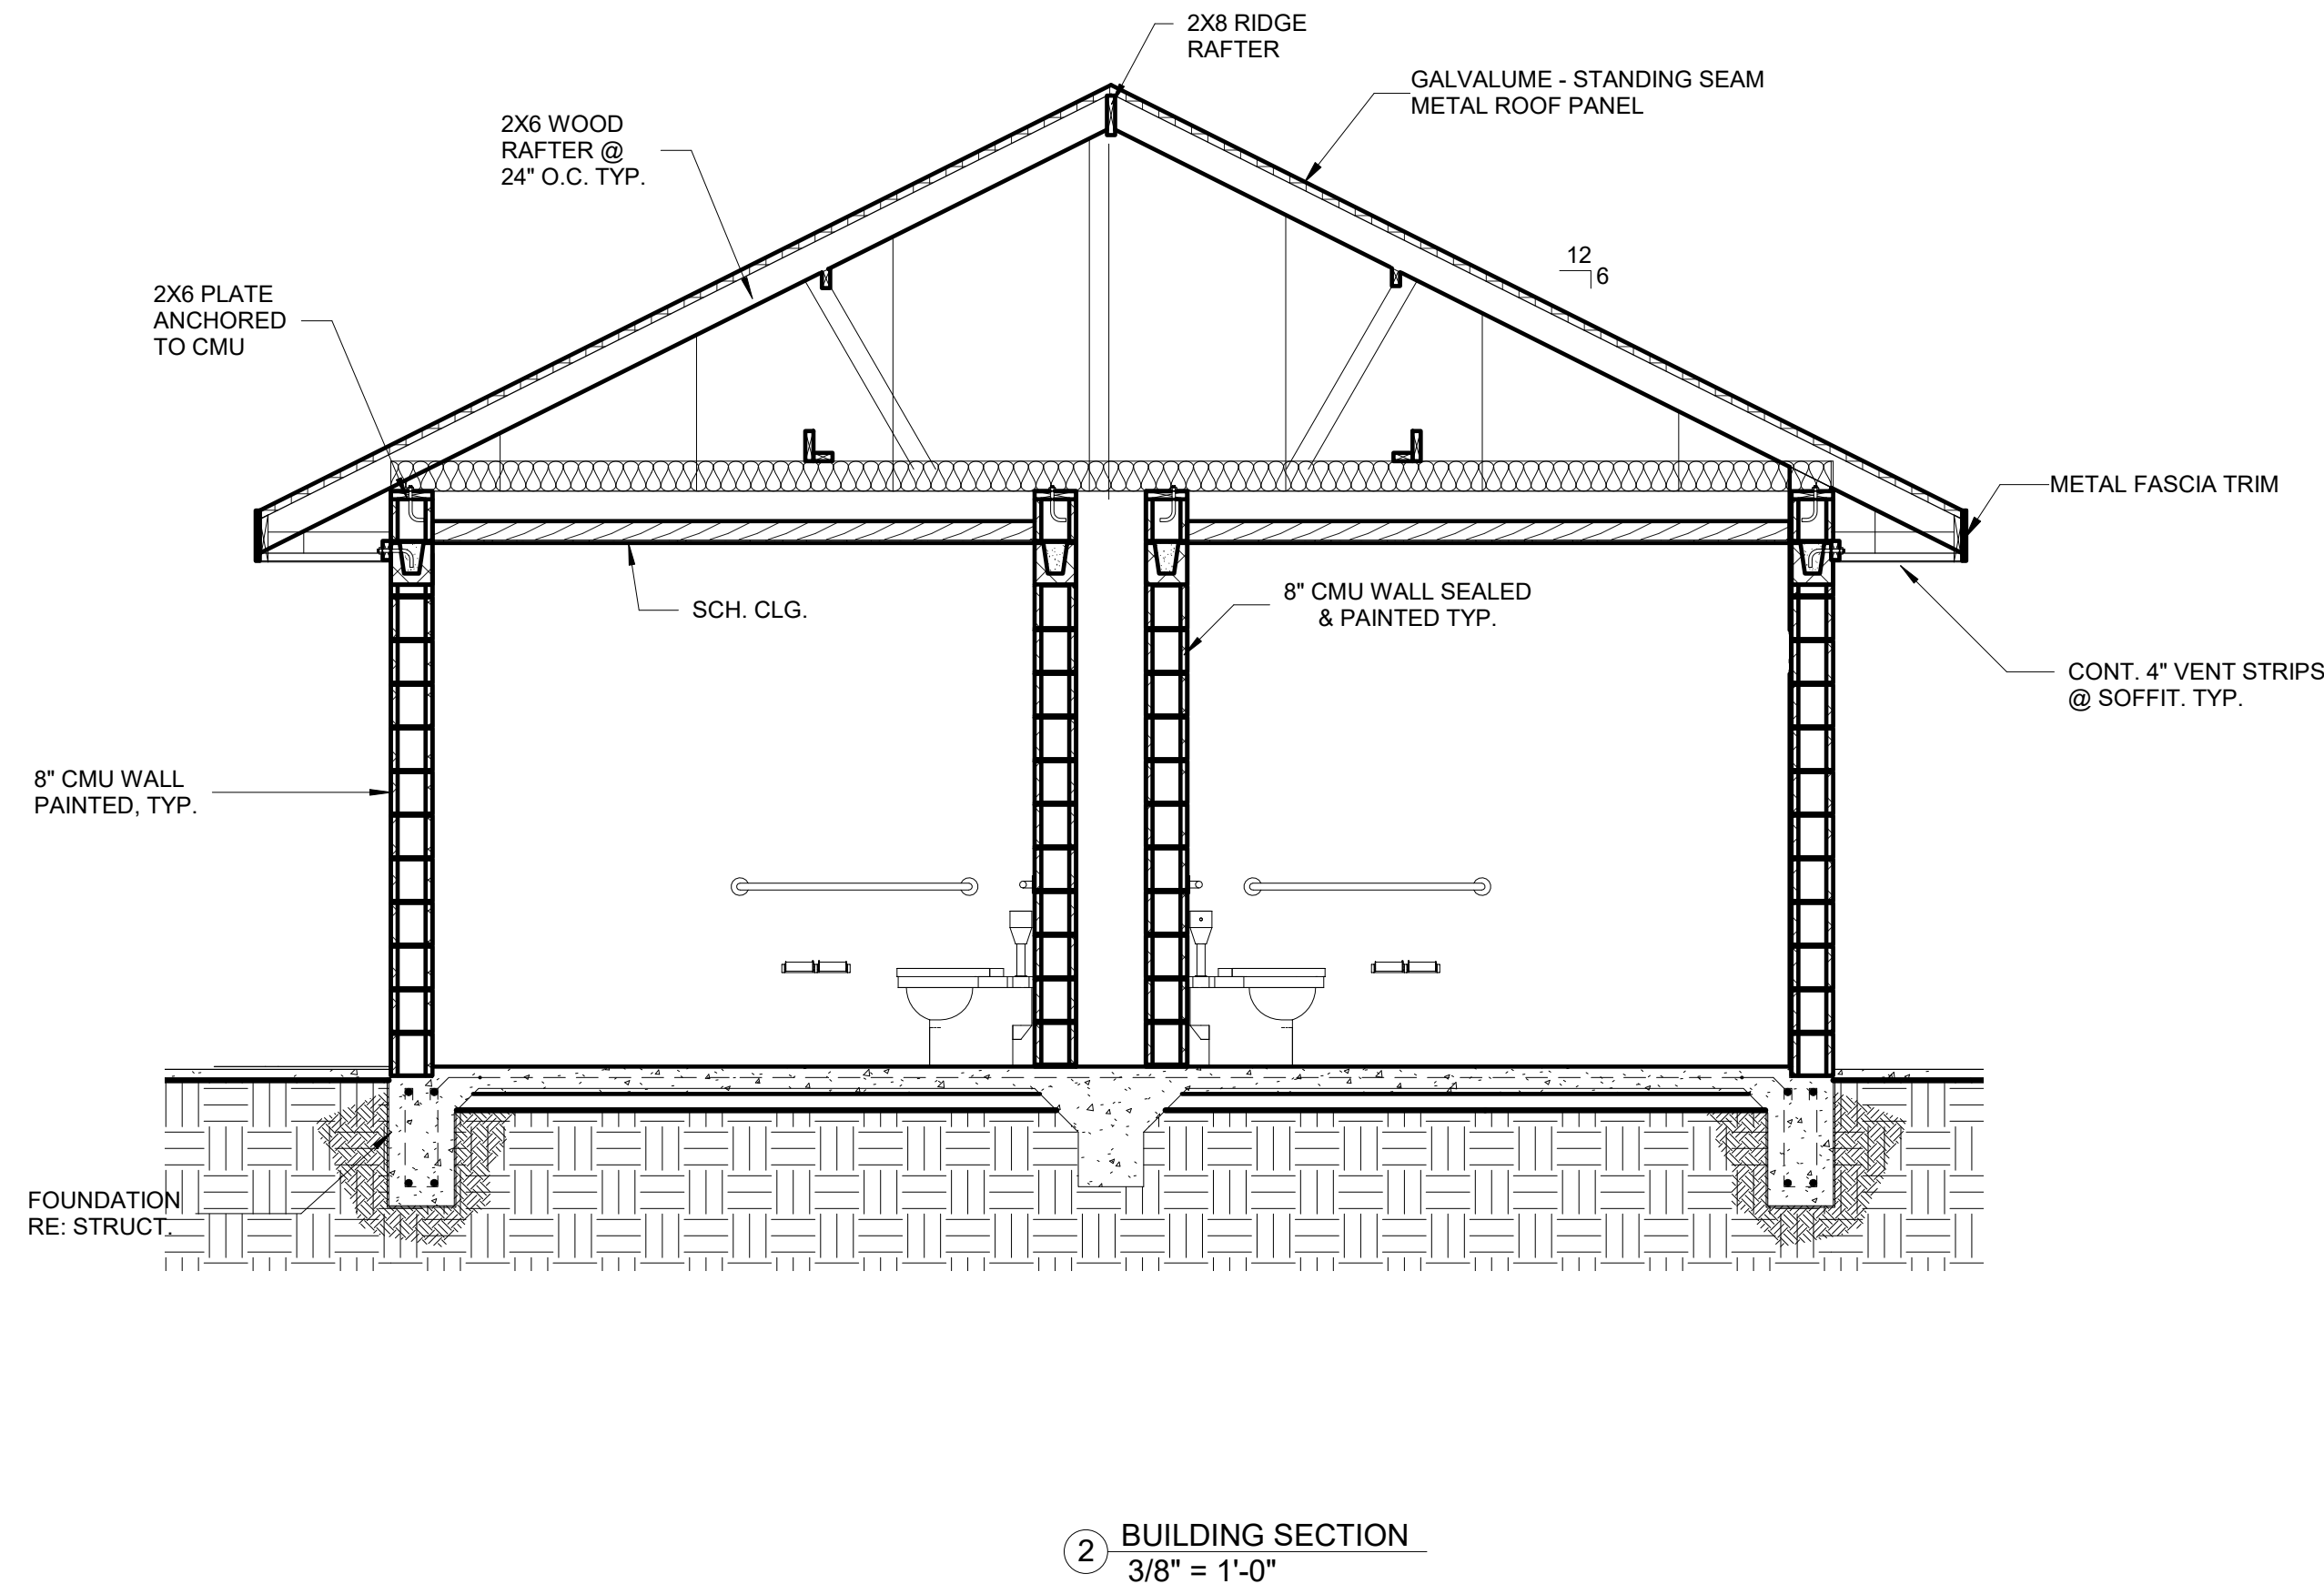 2X8 RIDGE
RAFTER
GALVALUME - STANDING SEAM
METAL ROOF PANEL
2X6 WOOD
RAFTER @
24" O.C. TYP.
12
6
2X6 PLATE
ANCHORED
TO CMU
METAL FASCIA TRIM
SCH. CLG.
8" CMU WALL SEALED
& PAINTED TYP.
CONT. 4" VENT STRIPS
@ SOFFIT. TYP.
8" CMU WALL
PAINTED, TYP.
FOUNDATION
RE: STRUCT.
2
BUILDING SECTION
3/8" = 1'-0"